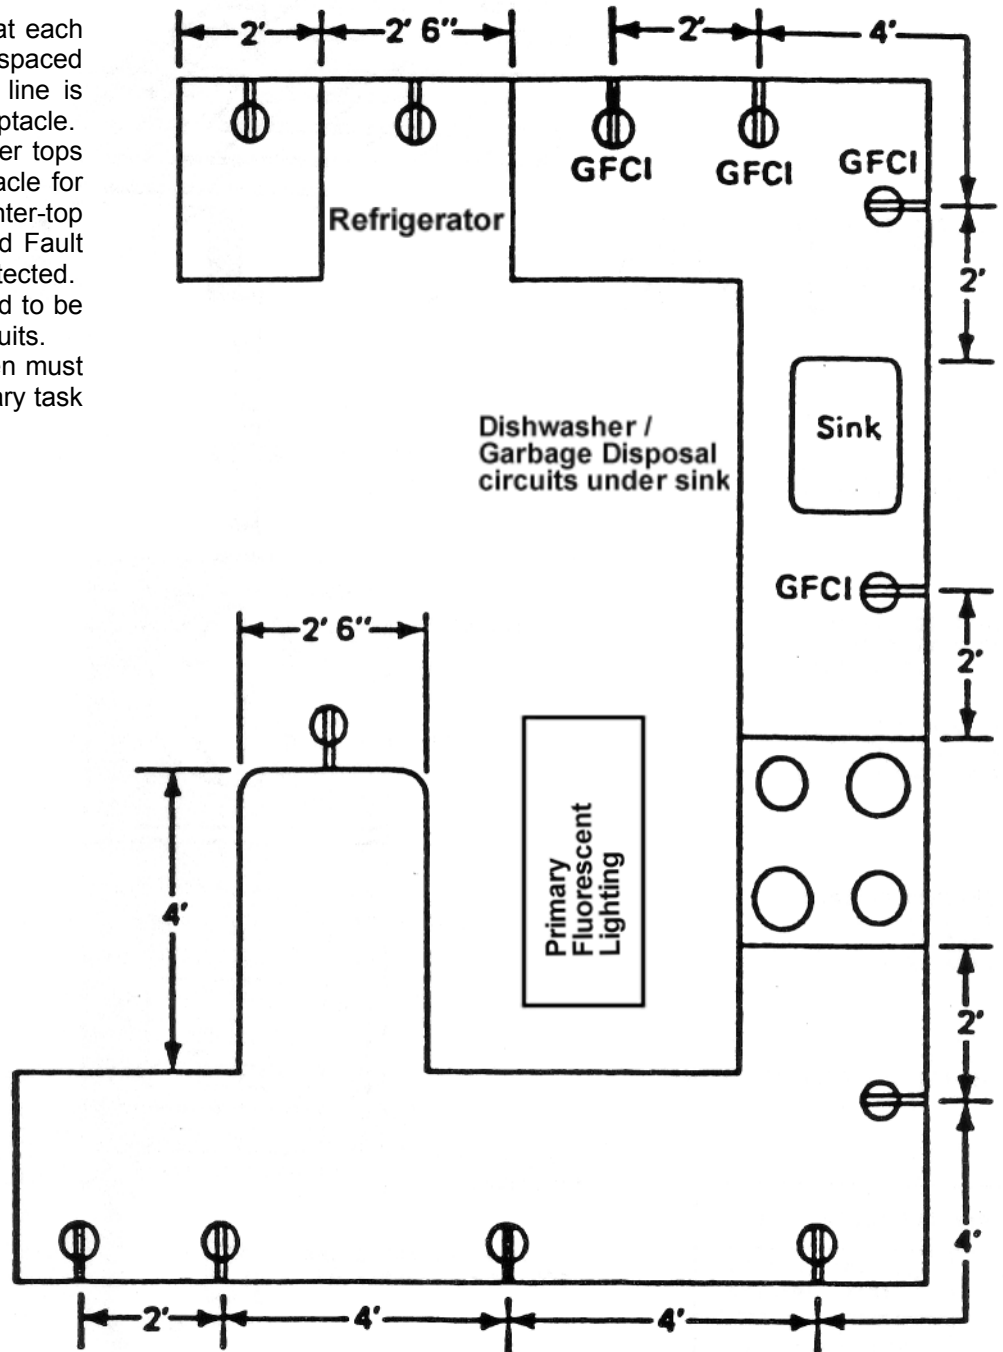 at each
spaced
line is
ptacle.
er tops
acle for
nter-top
d Fault
tected.
d to be
uits.
en must
ary task
2' 2' 6" 2' 4'
GFCI GFCI GFCI
Refrigerator
2'
Sink
Dishwasher /
Garbage Disposal
circuits under sink
GFCI
2' 6"
2'
4'
Primary
Fluorescent
Lighting
2'
4'
2' 4' 4'